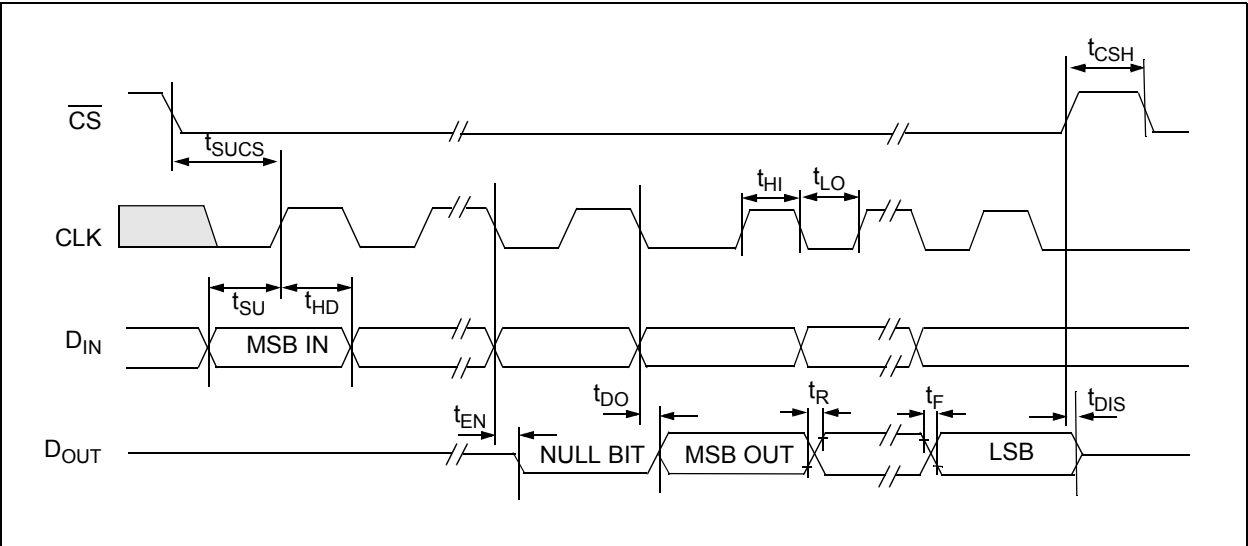 tCSH
CS
tSUCS
tHI tLO
CLK
tSU tHD
DIN MSB IN
tEN tDO tR tF tDIS
DOUT NULL BIT MSB OUT LSB